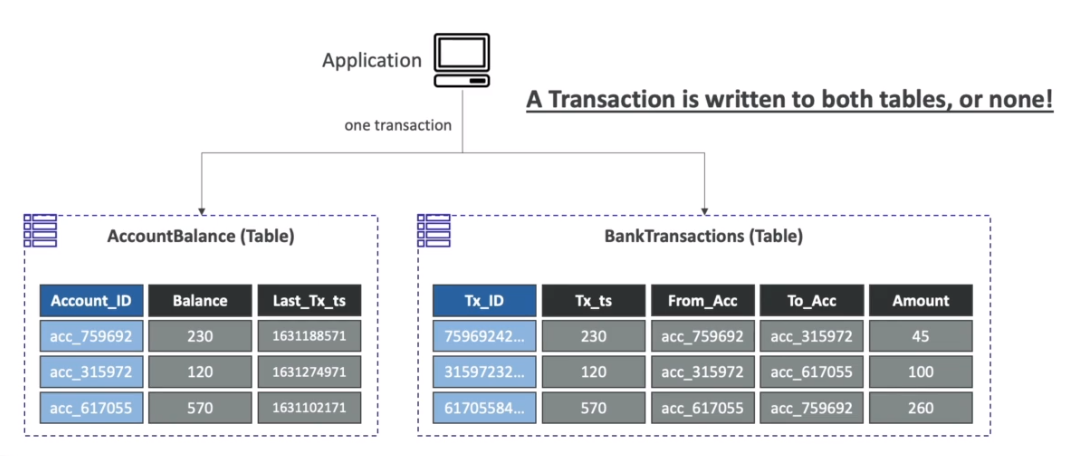 Application
A Transaction is written to both tables, or none!
one transaction
AccountBalance (Table)
Account_ID Balance Last_Tx_ts
acc_759692 230 1631188571
acc_315972 120 1631274971
acc_617055 570 1631102171
BankTransactions (Table)
Tx_ID Tx_ts From_Acc To_Acc Amount
75969242... 230 acc_759692 acc_315972 45
31597232... 120 acc_315972 acc_617055 100
61705584... 570 acc_617055 acc_759692 260